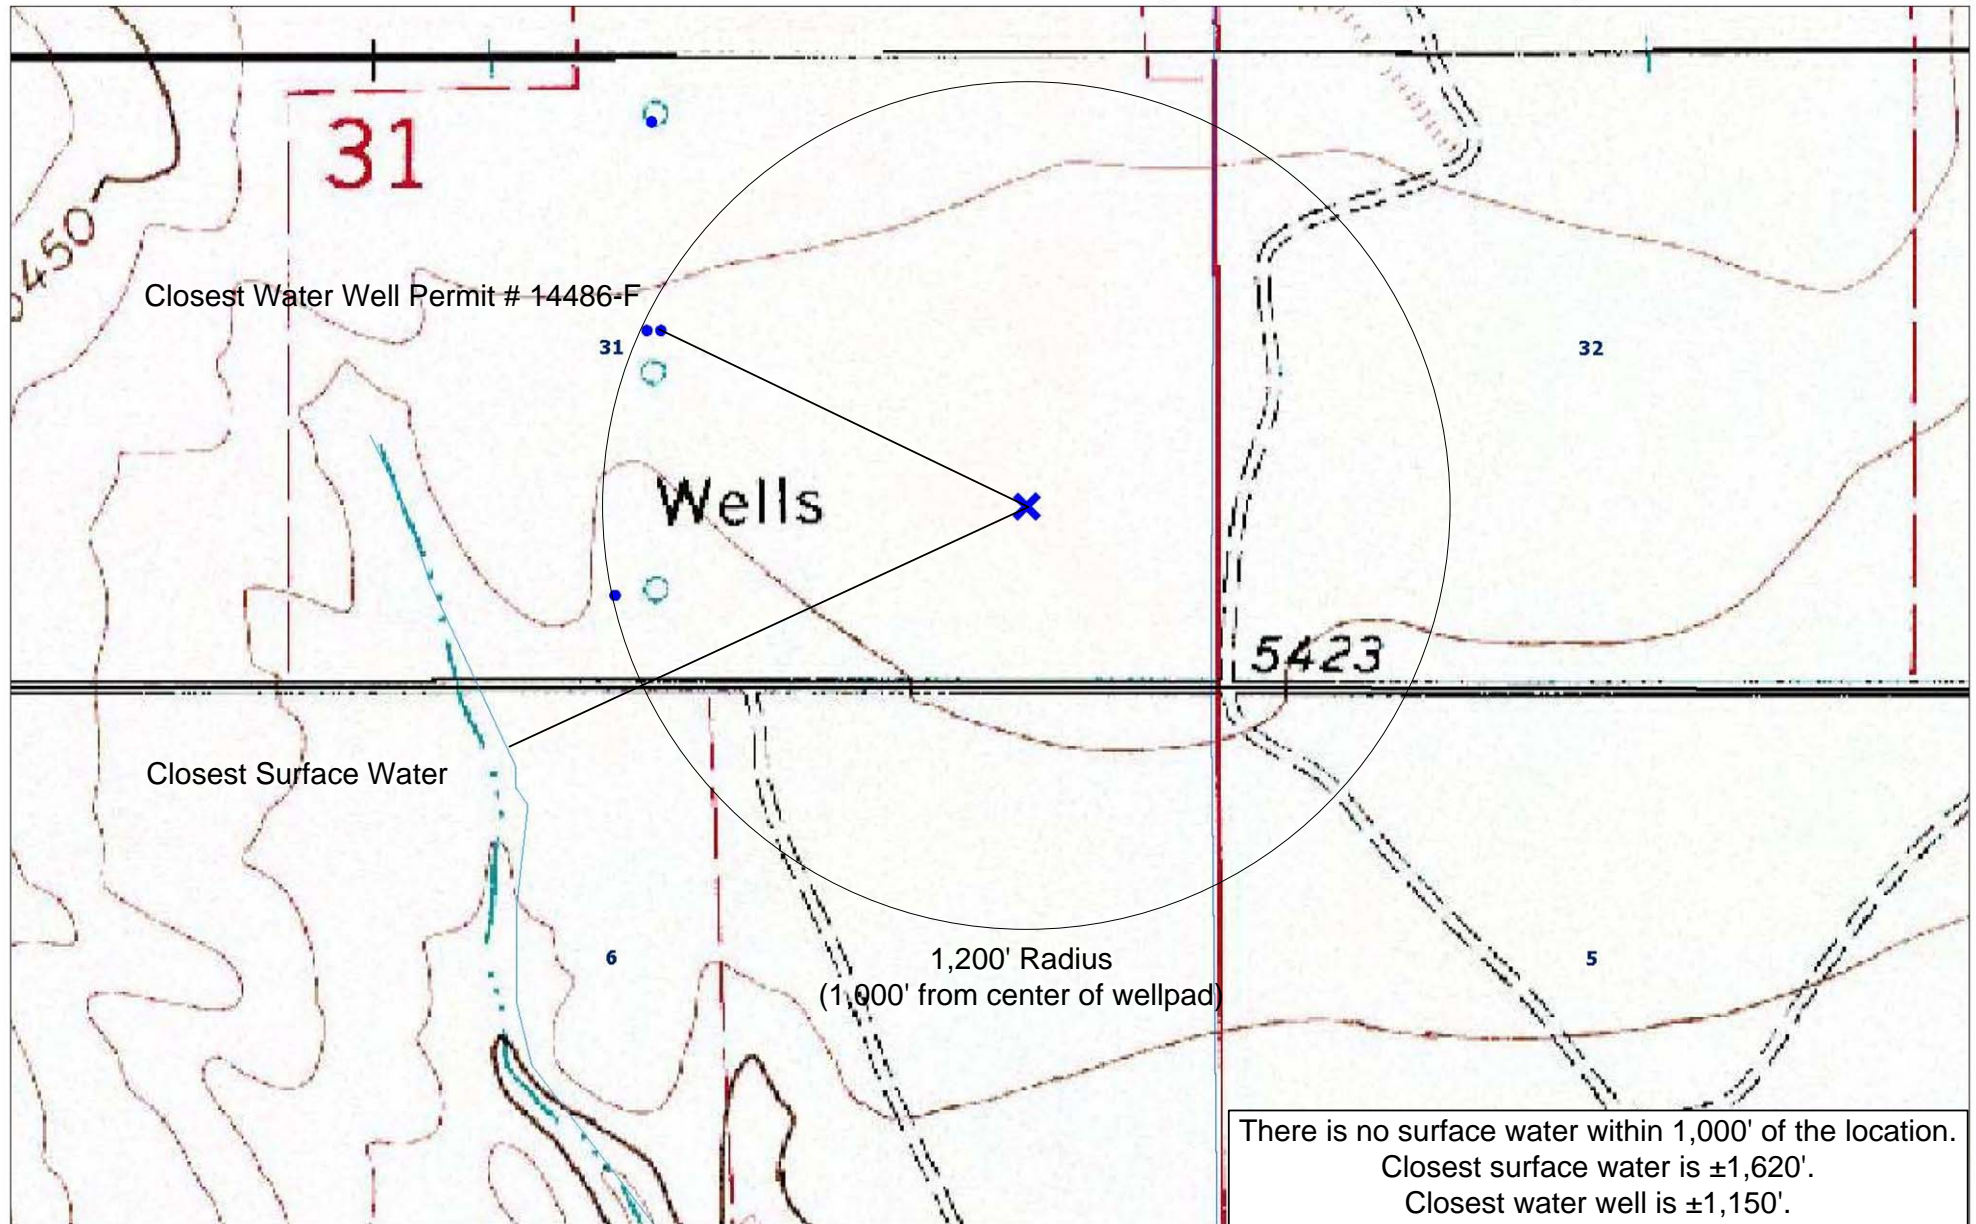 31
5450
Closest Water Well Permit # 14486-F
31
32
Wells
5423
Closest Surface Water
6
5
1,200' Radius
(1,000' from center of wellpad)
There is no surface water within 1,000' of the location.
Closest surface water is ±1,620'.
Closest water well is ±1,150'.